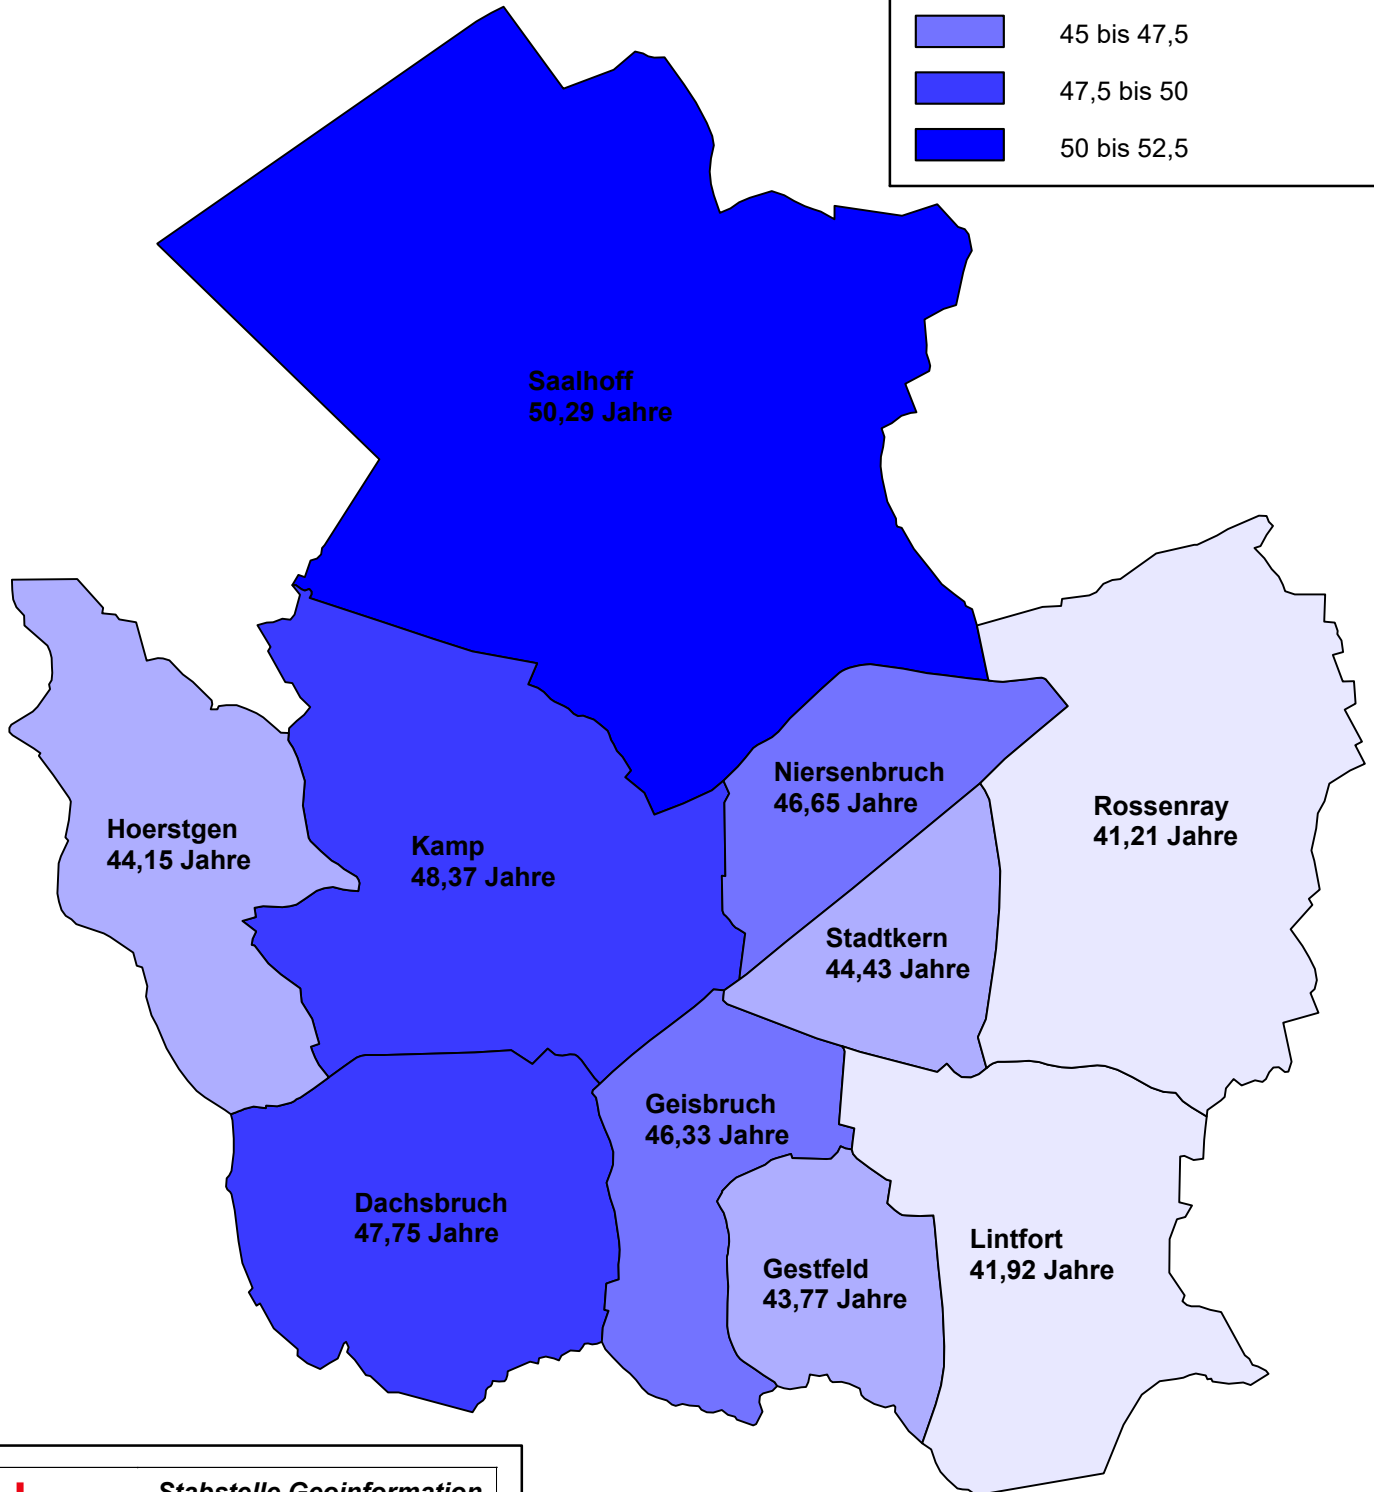 45 bis 47,5
47,5 bis 50
50 bis 52,5
Saalhoff
50,29 Jahre
Niersenbruch
46,65 Jahre
Rossenray
41,21 Jahre
Hoerstgen
44,15 Jahre
Kamp
48,37 Jahre
Stadtkern
44,43 Jahre
Geisbruch
46,33 Jahre
Dachsbruch
47,75 Jahre
Lintfort
41,92 Jahre
Gestfeld
43,77 Jahre
Stabstelle Geoinformation